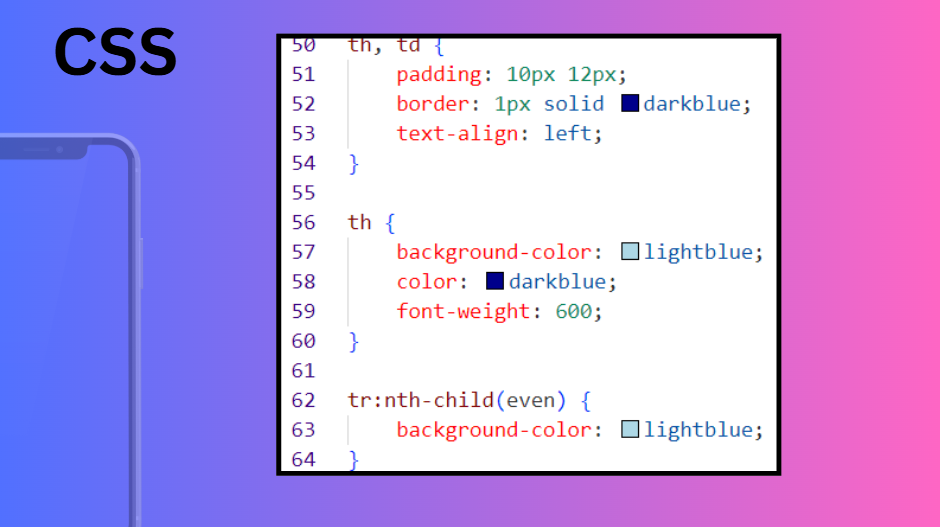 CSS
50 th, td {
51 padding: 10px 12px;
52 border: 1px solid darkblue;
53 text-align: left;
54 }
55
56 th {
57 background-color: lightblue;
58 color: darkblue;
59 font-weight: 600;
60 }
61
62 tr:nth-child(even) {
63 background-color: lightblue;
64 }